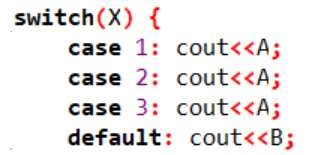 switch(X) {
case 1: cout<<A;
case 2: cout<<A;
case 3: cout<<A;
default: cout<<B;